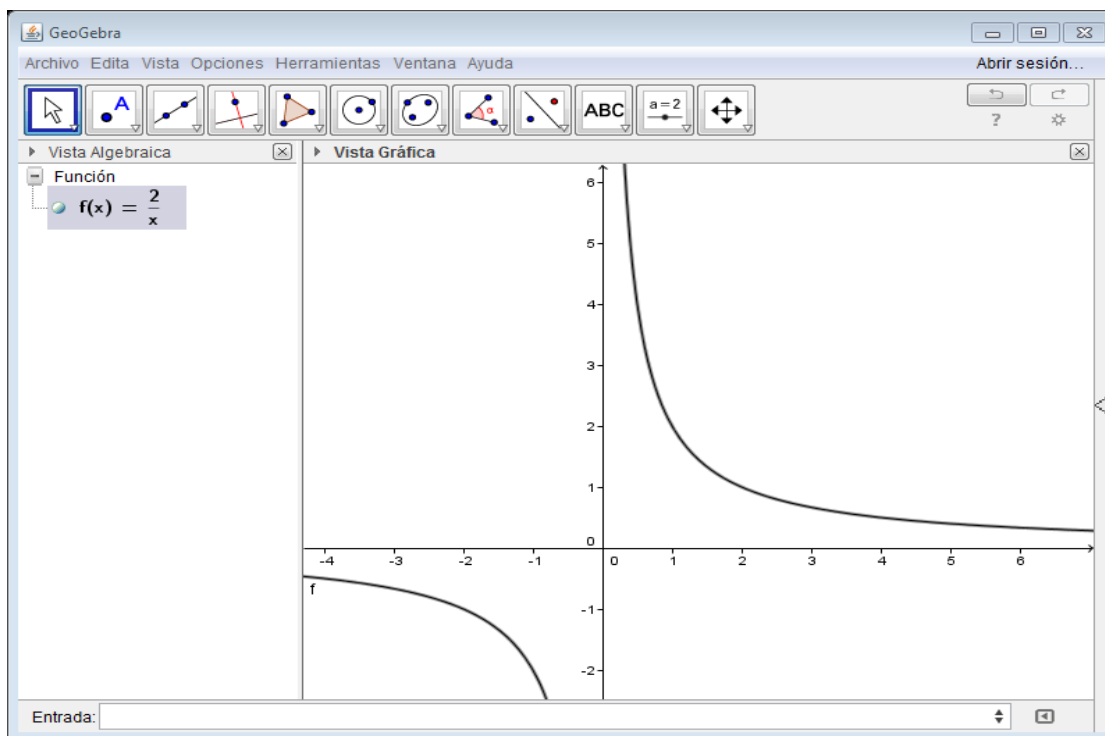 GeoGebra
Archivo Edita Vista Opciones Herramientas Ventana Ayuda
Abrir sesión...
A
α
ABC
a=2
?
Vista Algebraica
Vista Gráfica
Función
f(x) = 2/x
6
5
4
3
2
1
0
-4 -3 -2 -1 0 1 2 3 4 5 6
f
-1
-2
Entrada: